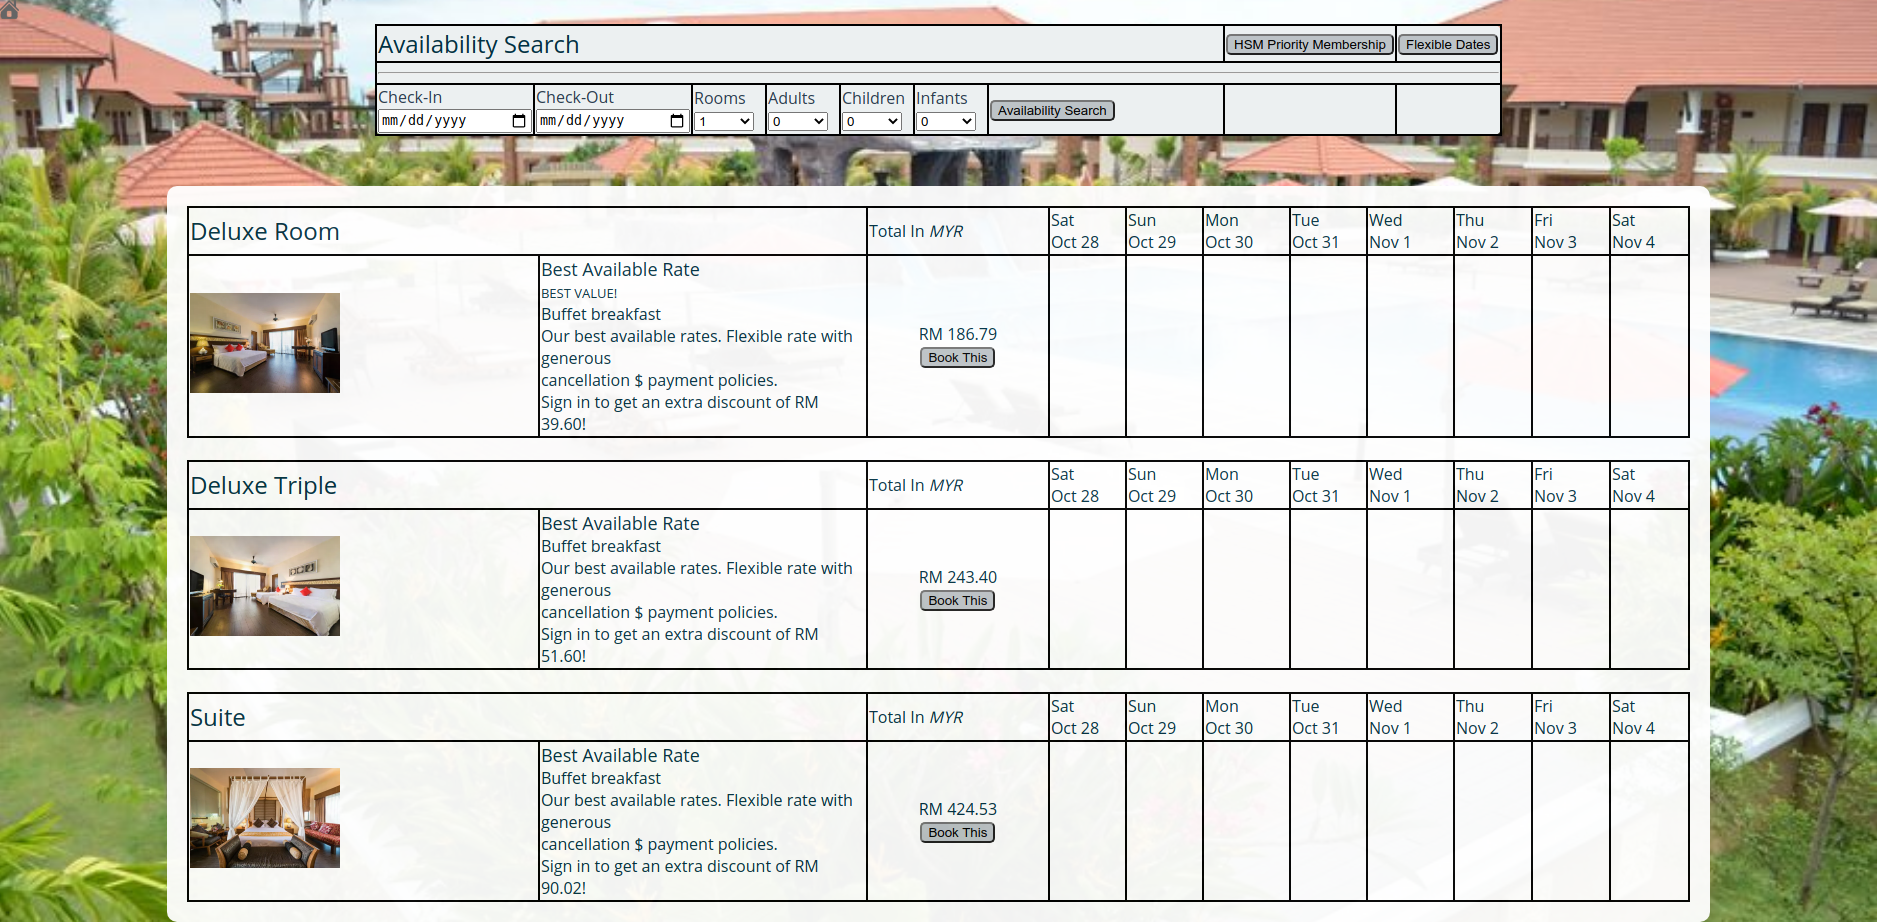 Availability Search
HSM Priority Membership
Flexible Dates
Check-In
Check-Out
Rooms
Adults
Children
Infants
mm/dd/yyyy
mm/dd/yyyy
1
0
0
0
Availability Search
Deluxe Room
Total In MYR
Sat
Oct 28
Sun
Oct 29
Mon
Oct 30
Tue
Oct 31
Wed
Nov 1
Thu
Nov 2
Fri
Nov 3
Sat
Nov 4
Best Available Rate
BEST VALUE!
Buffet breakfast
Our best available rates. Flexible rate with
generous
cancellation $ payment policies.
Sign in to get an extra discount of RM
39.60!
RM 186.79
Book This
Deluxe Triple
Total In MYR
Sat
Oct 28
Sun
Oct 29
Mon
Oct 30
Tue
Oct 31
Wed
Nov 1
Thu
Nov 2
Fri
Nov 3
Sat
Nov 4
Best Available Rate
Buffet breakfast
Our best available rates. Flexible rate with
generous
cancellation $ payment policies.
Sign in to get an extra discount of RM
51.60!
RM 243.40
Book This
Suite
Total In MYR
Sat
Oct 28
Sun
Oct 29
Mon
Oct 30
Tue
Oct 31
Wed
Nov 1
Thu
Nov 2
Fri
Nov 3
Sat
Nov 4
Best Available Rate
Buffet breakfast
Our best available rates. Flexible rate with
generous
cancellation $ payment policies.
Sign in to get an extra discount of RM
90.02!
RM 424.53
Book This